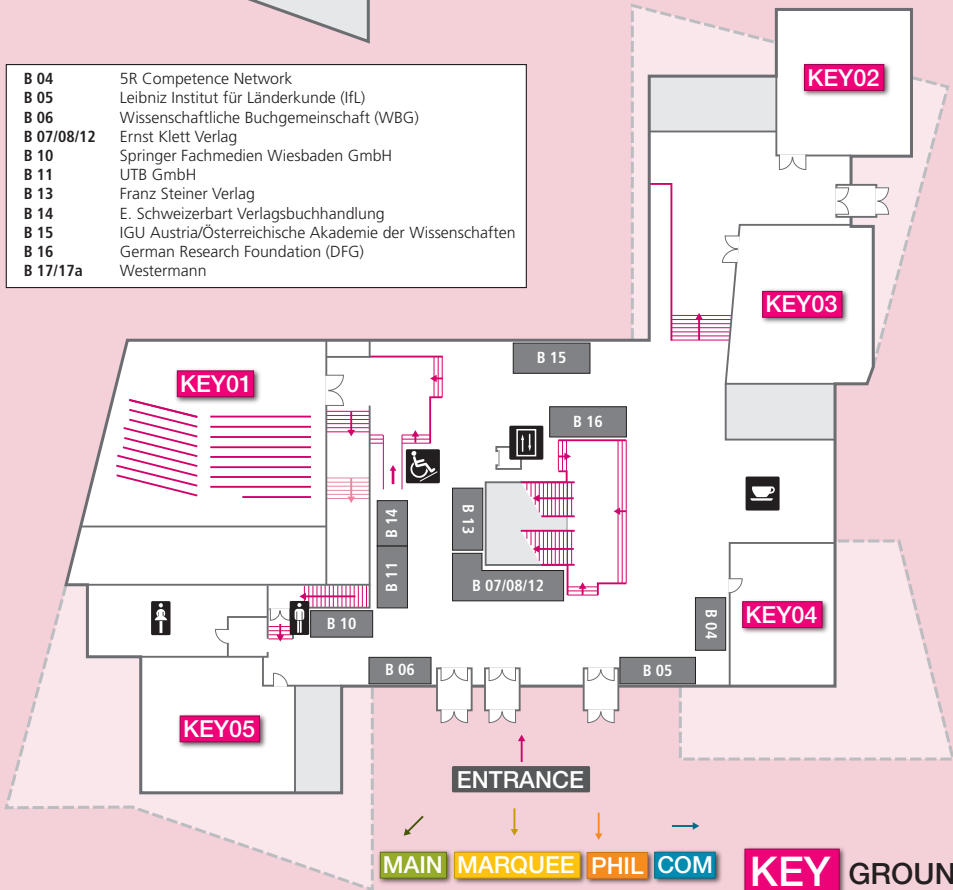 B 04 5R Competence Network
B 05 Leibniz Institut für Länderkunde (IfL)
B 06 Wissenschaftliche Buchgemeinschaft (WBG)
B 07/08/12 Ernst Klett Verlag
B 10 Springer Fachmedien Wiesbaden GmbH
B 11 UTB GmbH
B 13 Franz Steiner Verlag
B 14 E. Schweizerbart Verlagsbuchhandlung
B 15 IGU Austria/Österreichische Akademie der Wissenschaften
B 16 German Research Foundation (DFG)
B 17/17a Westermann
KEY02
KEY03
B 15
KEY01
B 16
B 14
B 13
B 11
B 07/08/12
B 10
B 04
KEY04
B 06
B 05
KEY05
ENTRANCE
MAIN MARQUEE PHIL COM
KEY GROUN